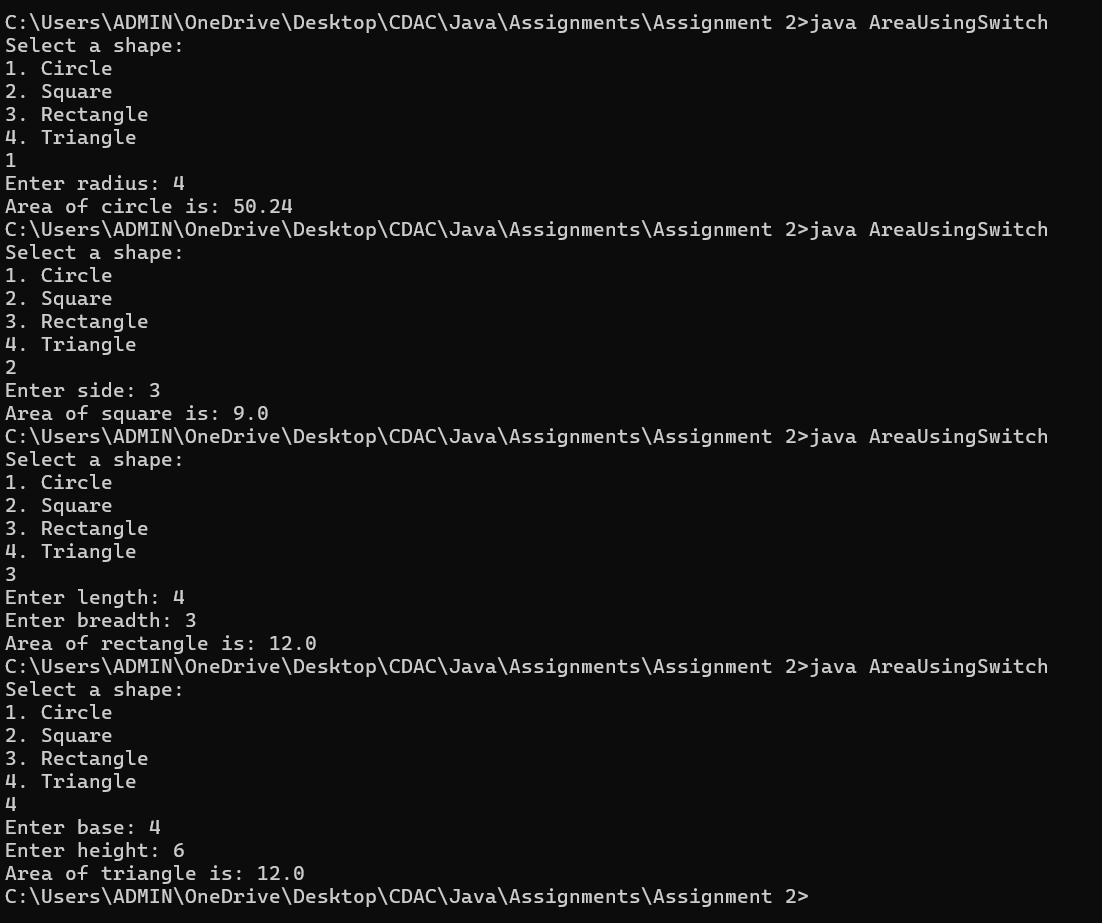 C:\Users\ADMIN\OneDrive\Desktop\CDAC\Java\Assignments\Assignment 2>java AreaUsingSwitch
Select a shape:
1. Circle
2. Square
3. Rectangle
4. Triangle
1
Enter radius: 4
Area of circle is: 50.24
C:\Users\ADMIN\OneDrive\Desktop\CDAC\Java\Assignments\Assignment 2>java AreaUsingSwitch
Select a shape:
1. Circle
2. Square
3. Rectangle
4. Triangle
2
Enter side: 3
Area of square is: 9.0
C:\Users\ADMIN\OneDrive\Desktop\CDAC\Java\Assignments\Assignment 2>java AreaUsingSwitch
Select a shape:
1. Circle
2. Square
3. Rectangle
4. Triangle
3
Enter length: 4
Enter breadth: 3
Area of rectangle is: 12.0
C:\Users\ADMIN\OneDrive\Desktop\CDAC\Java\Assignments\Assignment 2>java AreaUsingSwitch
Select a shape:
1. Circle
2. Square
3. Rectangle
4. Triangle
4
Enter base: 4
Enter height: 6
Area of triangle is: 12.0
C:\Users\ADMIN\OneDrive\Desktop\CDAC\Java\Assignments\Assignment 2>